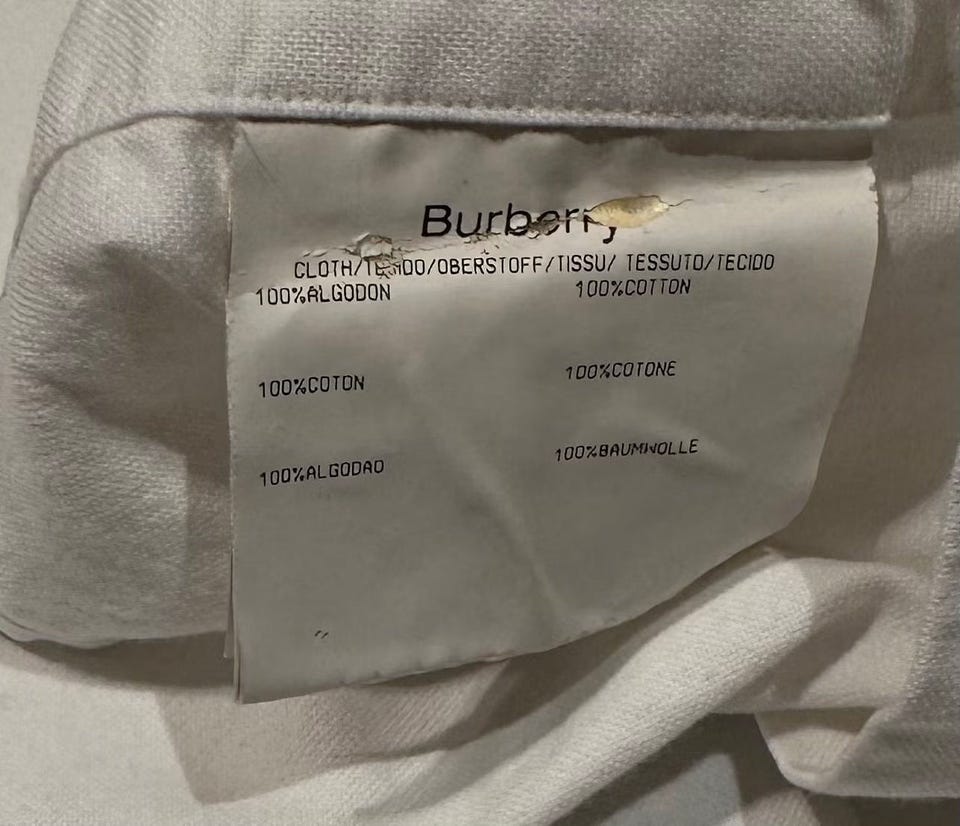 Burberry
CLOTH/TEJIDO/OBERSTOFF/TISSU/ TESSUTO/TECIDO
100%ALGODON 100%COTTON
100%COTON 100%COTONE
100%ALGODAO 100%BAUMWOLLE